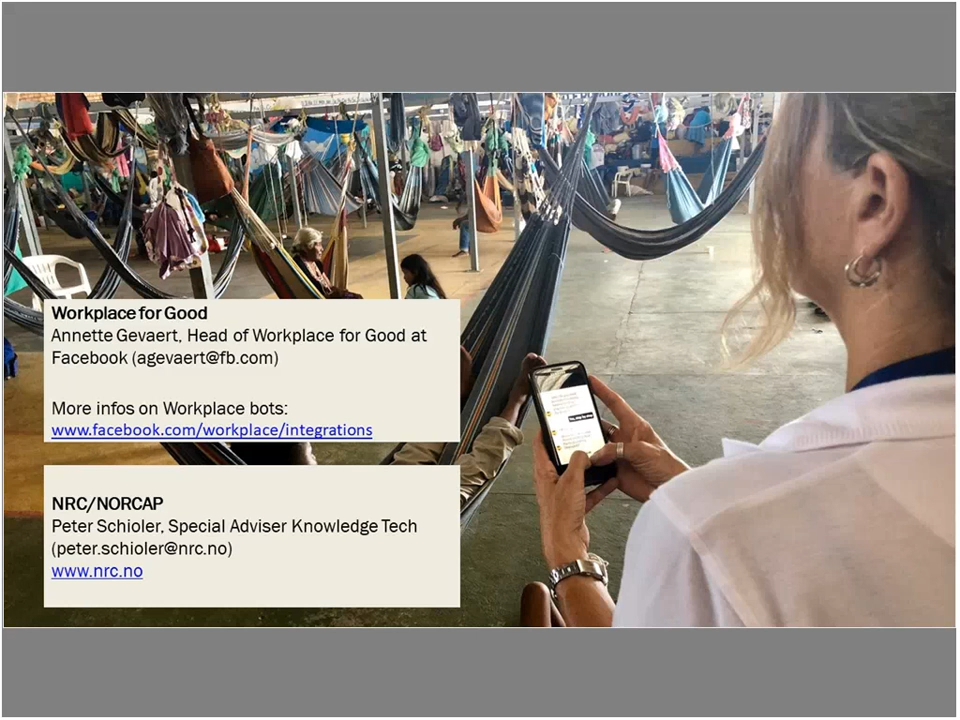 Workplace for Good
Annette Gevaert, Head of Workplace for Good at
Facebook (agevaert@fb.com)
More infos on Workplace bots:
www.facebook.com/workplace/integrations
NRC/NORCAP
Peter Schioler, Special Adviser Knowledge Tech
(peter.schioler@nrc.no)
www.nrc.no